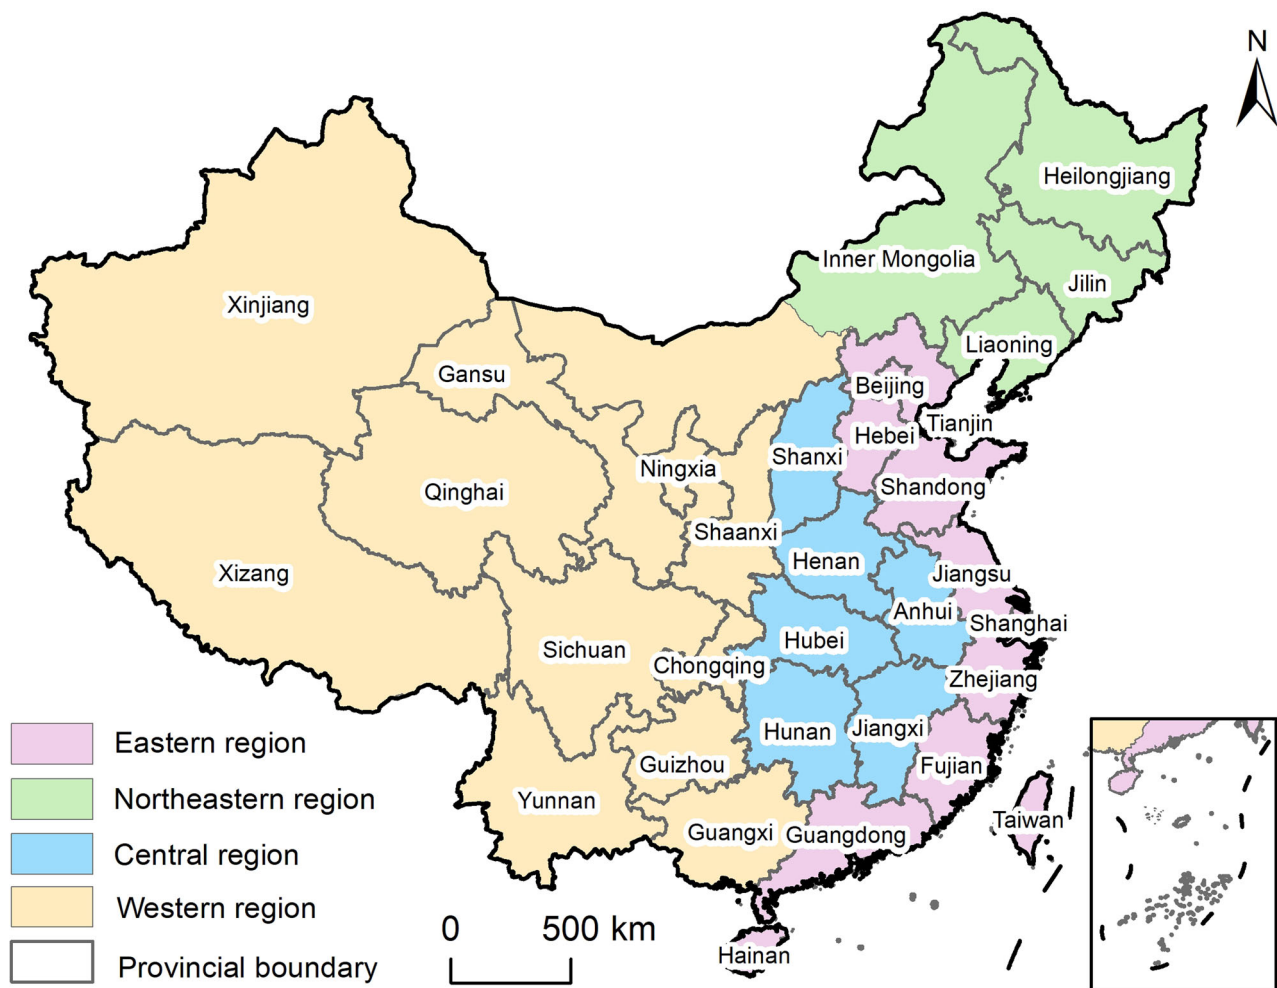 N
Heilongjiang
Inner Mongolia
Jilin
Xinjiang
Liaoning
Gansu
Beijing
Tianjin
Hebei
Shanxi
Ningxia
Qinghai
Shandong
Shaanxi
Henan
Xizang
Jiangsu
Anhui
Shanghai
Hubei
Sichuan
Chongqing
Zhejiang
Hunan
Jiangxi
Guizhou
Fujian
Yunnan
Taiwan
Guangxi
Guangdong
Hainan
Eastern region
Northeastern region
Central region
Western region
Provincial boundary
0 500 km